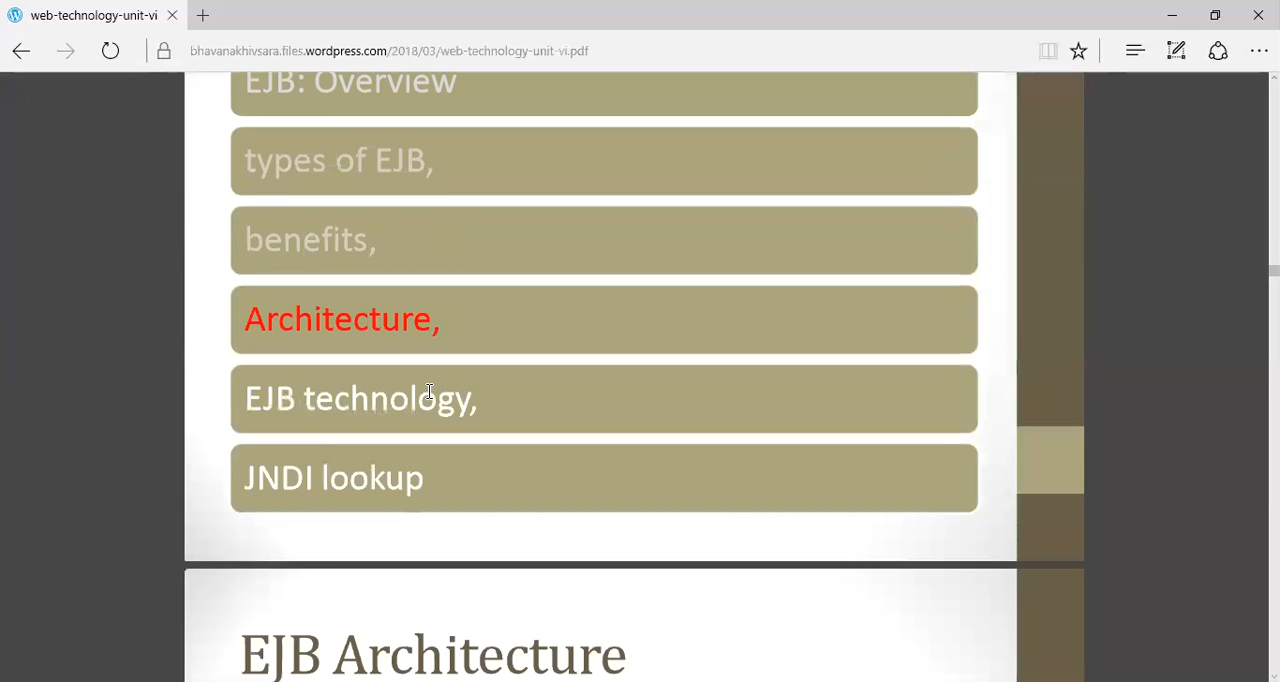 web-technology-unit-vi
bhavanakhivsara.files.wordpress.com/2018/03/web-technology-unit-vi.pdf
EJB: Overview
types of EJB,
benefits,
Architecture,
EJB technology,
JNDI lookup
EJB Architecture